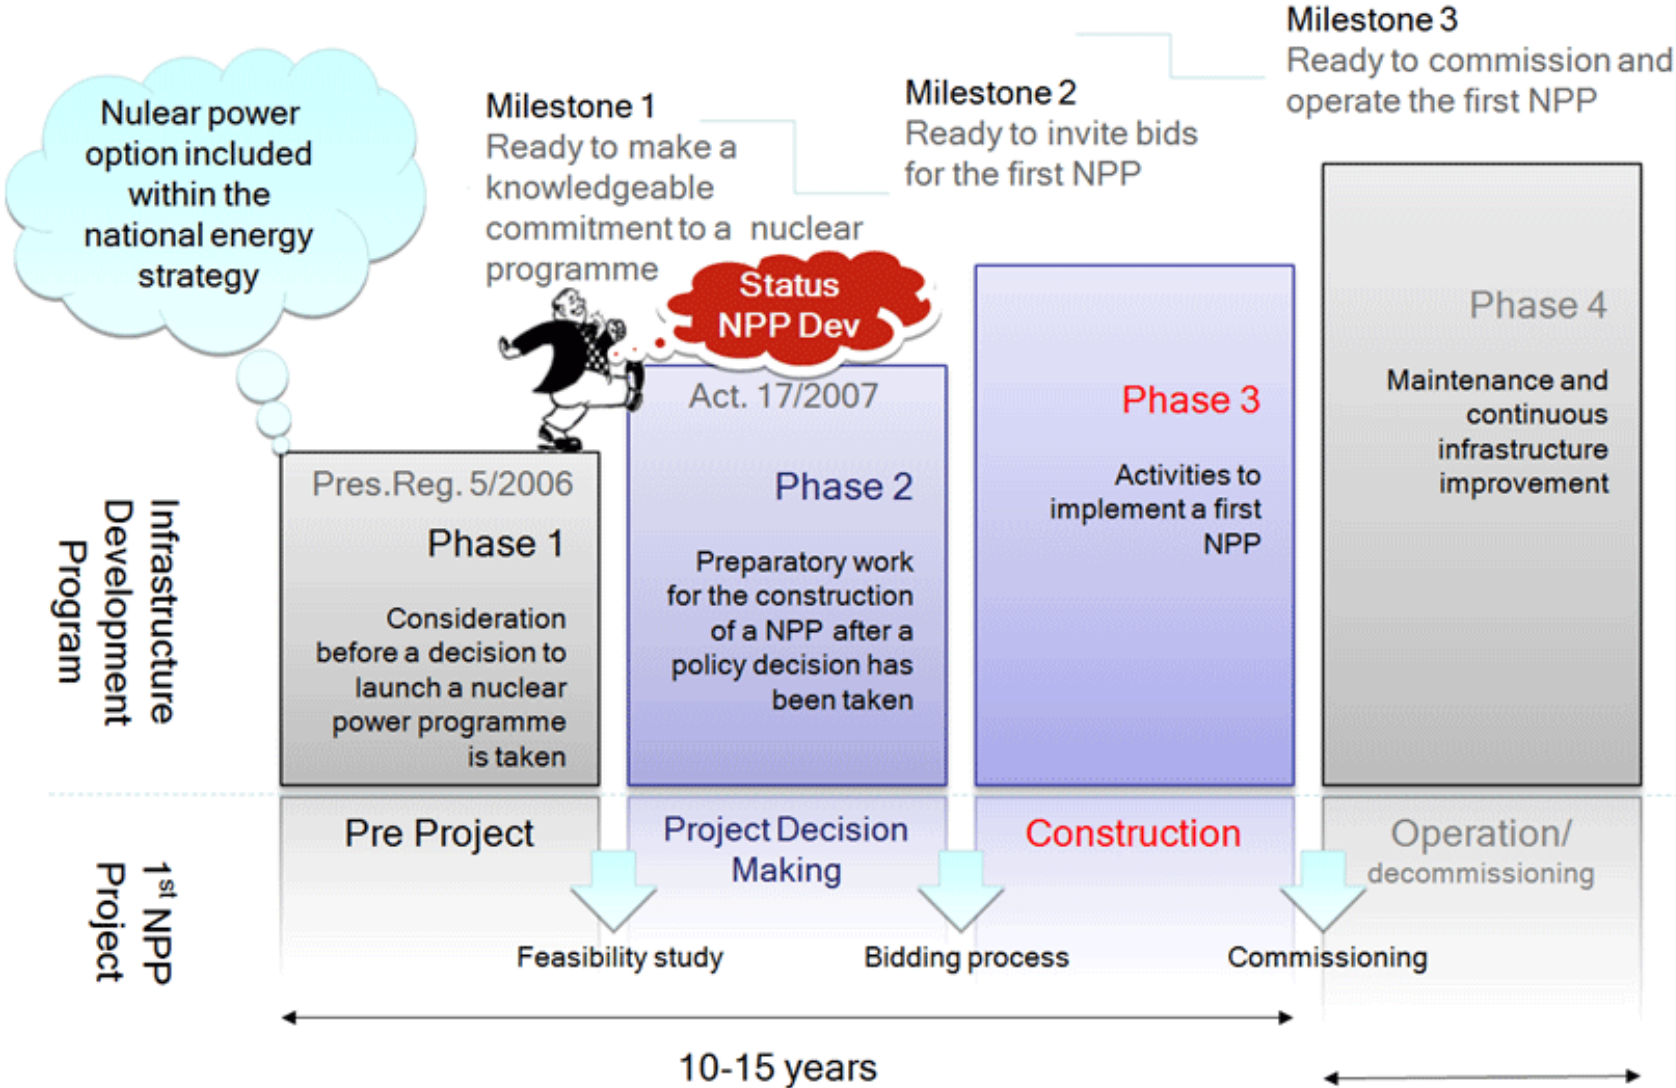 Nulear power
option included
within the
national energy
strategy
Milestone 1
Ready to make a
knowledgeable
commitment to a nuclear
programme
Milestone 2
Ready to invite bids
for the first NPP
Milestone 3
Ready to commission and
operate the first NPP
Status
NPP Dev
Infrastructure
Development
Program
Pres.Reg. 5/2006
Phase 1
Consideration
before a decision to
launch a nuclear
power programme
is taken
Act. 17/2007
Phase 2
Preparatory work
for the construction
of a NPP after a
policy decision has
been taken
Phase 3
Activities to
implement a first
NPP
Phase 4
Maintenance and
continuous
infrastructure
improvement
1st NPP
Project
Pre Project
Project Decision
Making
Construction
Operation/
decommissioning
Feasibility study
Bidding process
Commissioning
10-15 years